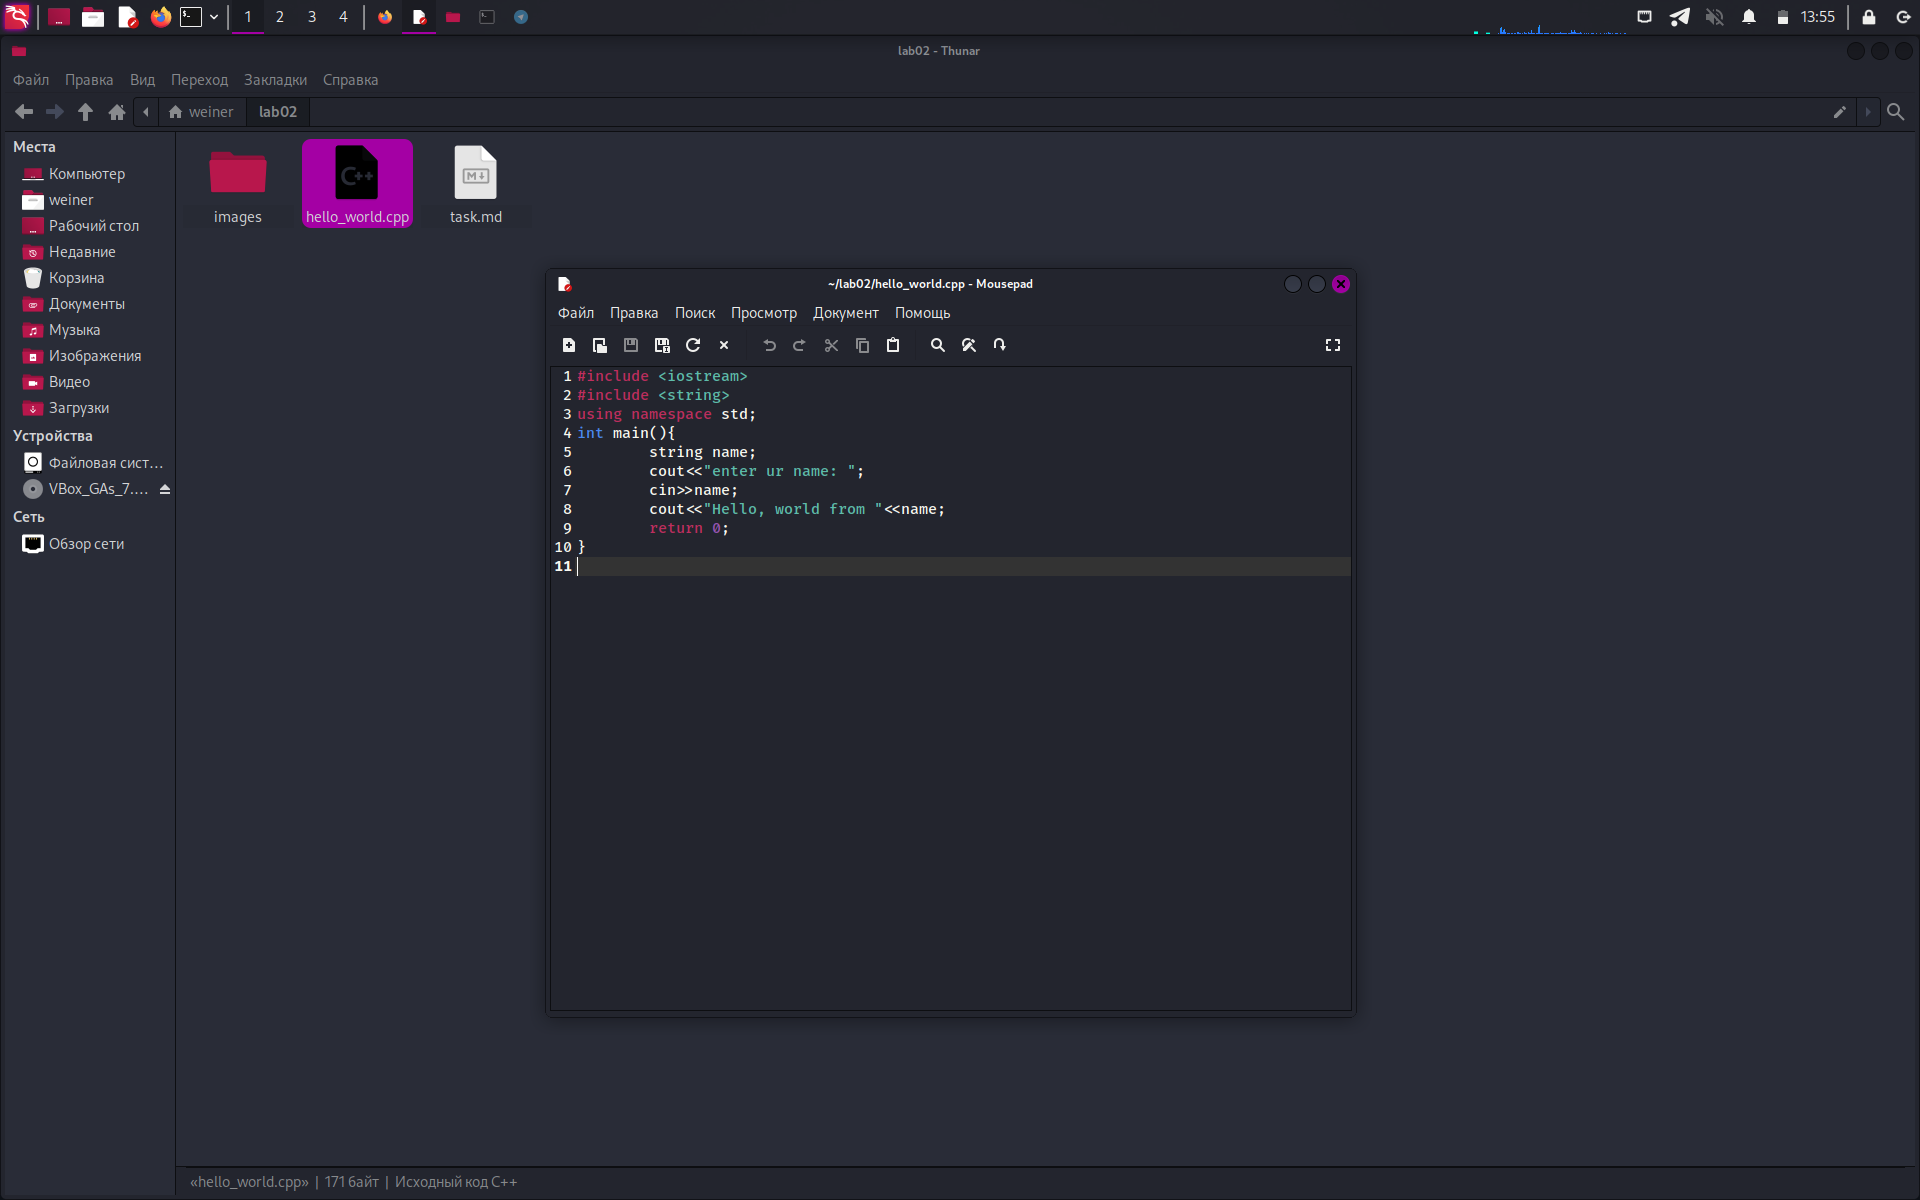 1 2 3 4 13:55
lab02 - Thunar
Файл Правка Вид Переход Закладки Справка
weiner lab02
Места
Компьютер
weiner
Рабочий стол
Недавние
Корзина
Документы
Музыка
Изображения
Видео
Загрузки
Устройства
Файловая сист...
VBox_GAs_7....
Сеть
Обзор сети
images hello_world.cpp task.md
C++
M
~/lab02/hello_world.cpp - Mousepad
Файл Правка Поиск Просмотр Документ Помощь
1 #include <iostream>
2 #include <string>
3 using namespace std;
4 int main(){
5 string name;
6 cout<<"enter ur name: ";
7 cin>>name;
8 cout<<"Hello, world from "<<name;
9 return 0;
10 }
11
«hello_world.cpp» | 171 байт | Исходный код C++